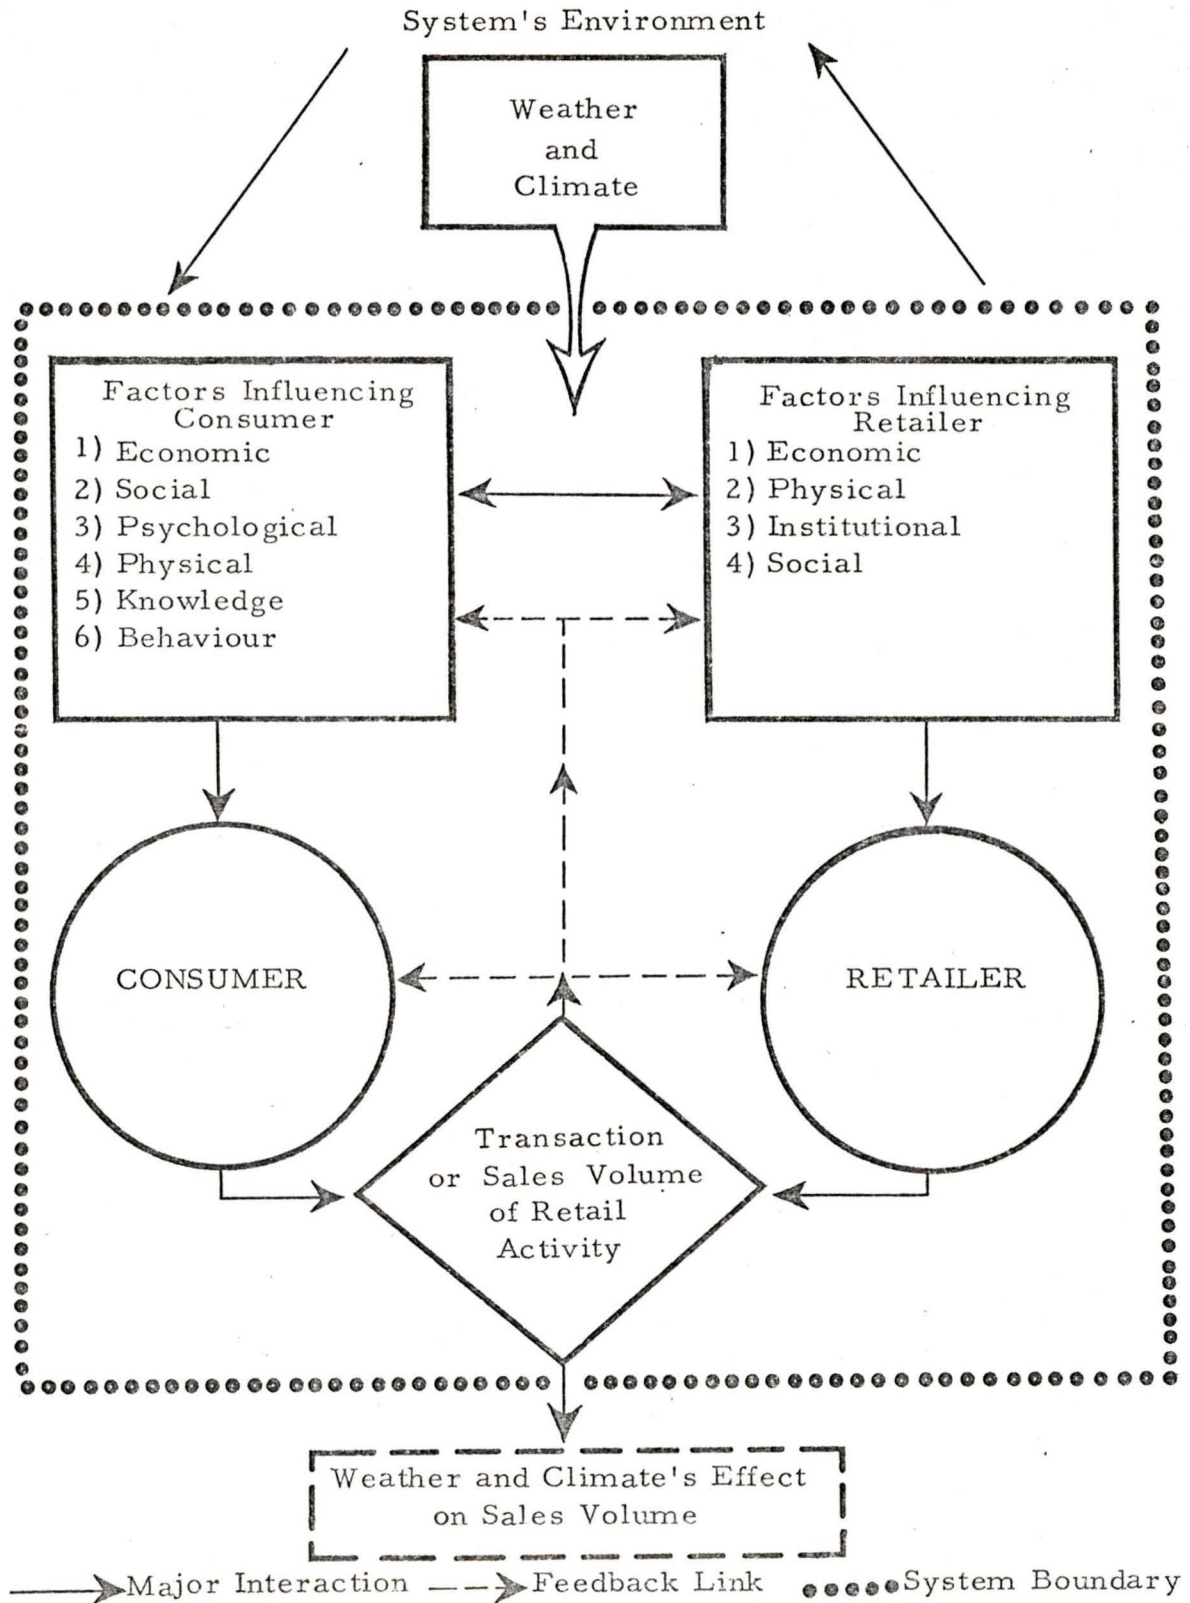 System's Environment
Weather
and
Climate
Factors Influencing
Consumer
1) Economic
2) Social
3) Psychological
4) Physical
5) Knowledge
6) Behaviour
Factors Influencing
Retailer
1) Economic
2) Physical
3) Institutional
4) Social
CONSUMER
RETAILER
Transaction
or Sales Volume
of Retail
Activity
Weather and Climate's Effect
on Sales Volume
Major Interaction
Feedback Link
System Boundary